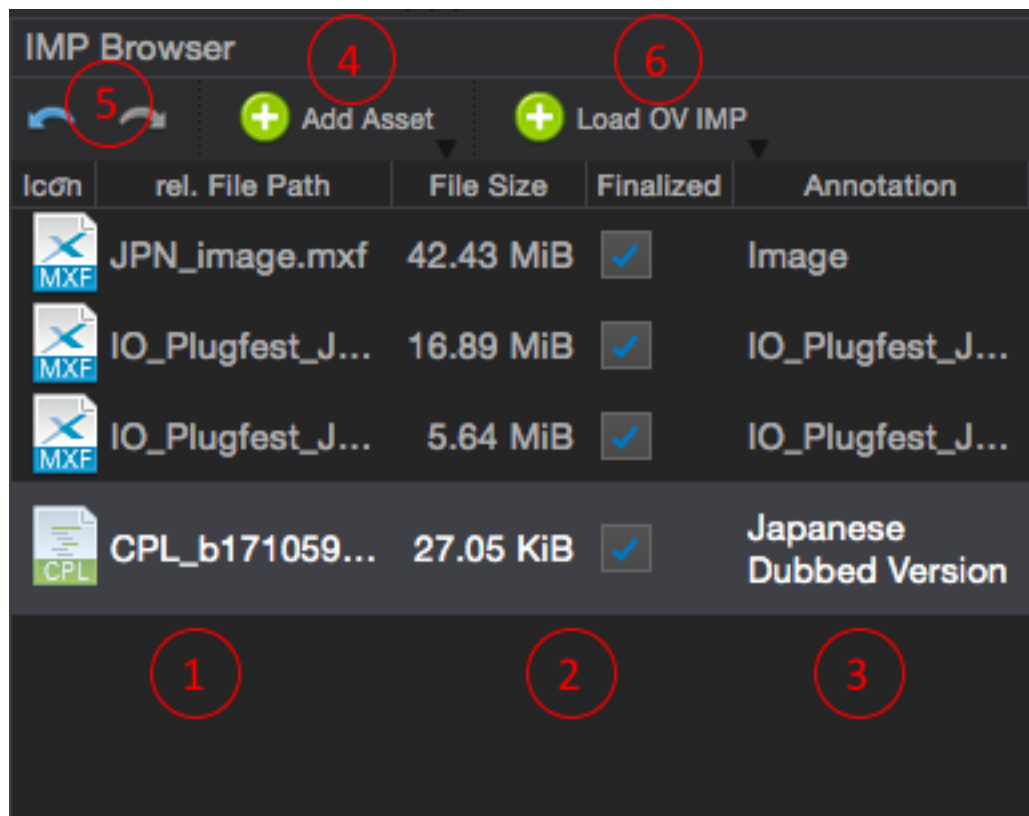 IMP Browser
4
6
5
Add Asset
Load OV IMP
Icon rel. File Path File Size Finalized Annotation
MXF JPN_image.mxf 42.43 MiB Image
MXF IO_Plugfest_J... 16.89 MiB IO_Plugfest_J...
MXF IO_Plugfest_J... 5.64 MiB IO_Plugfest_J...
CPL CPL_b171059... 27.05 KiB Japanese
Dubbed Version
1
2
3